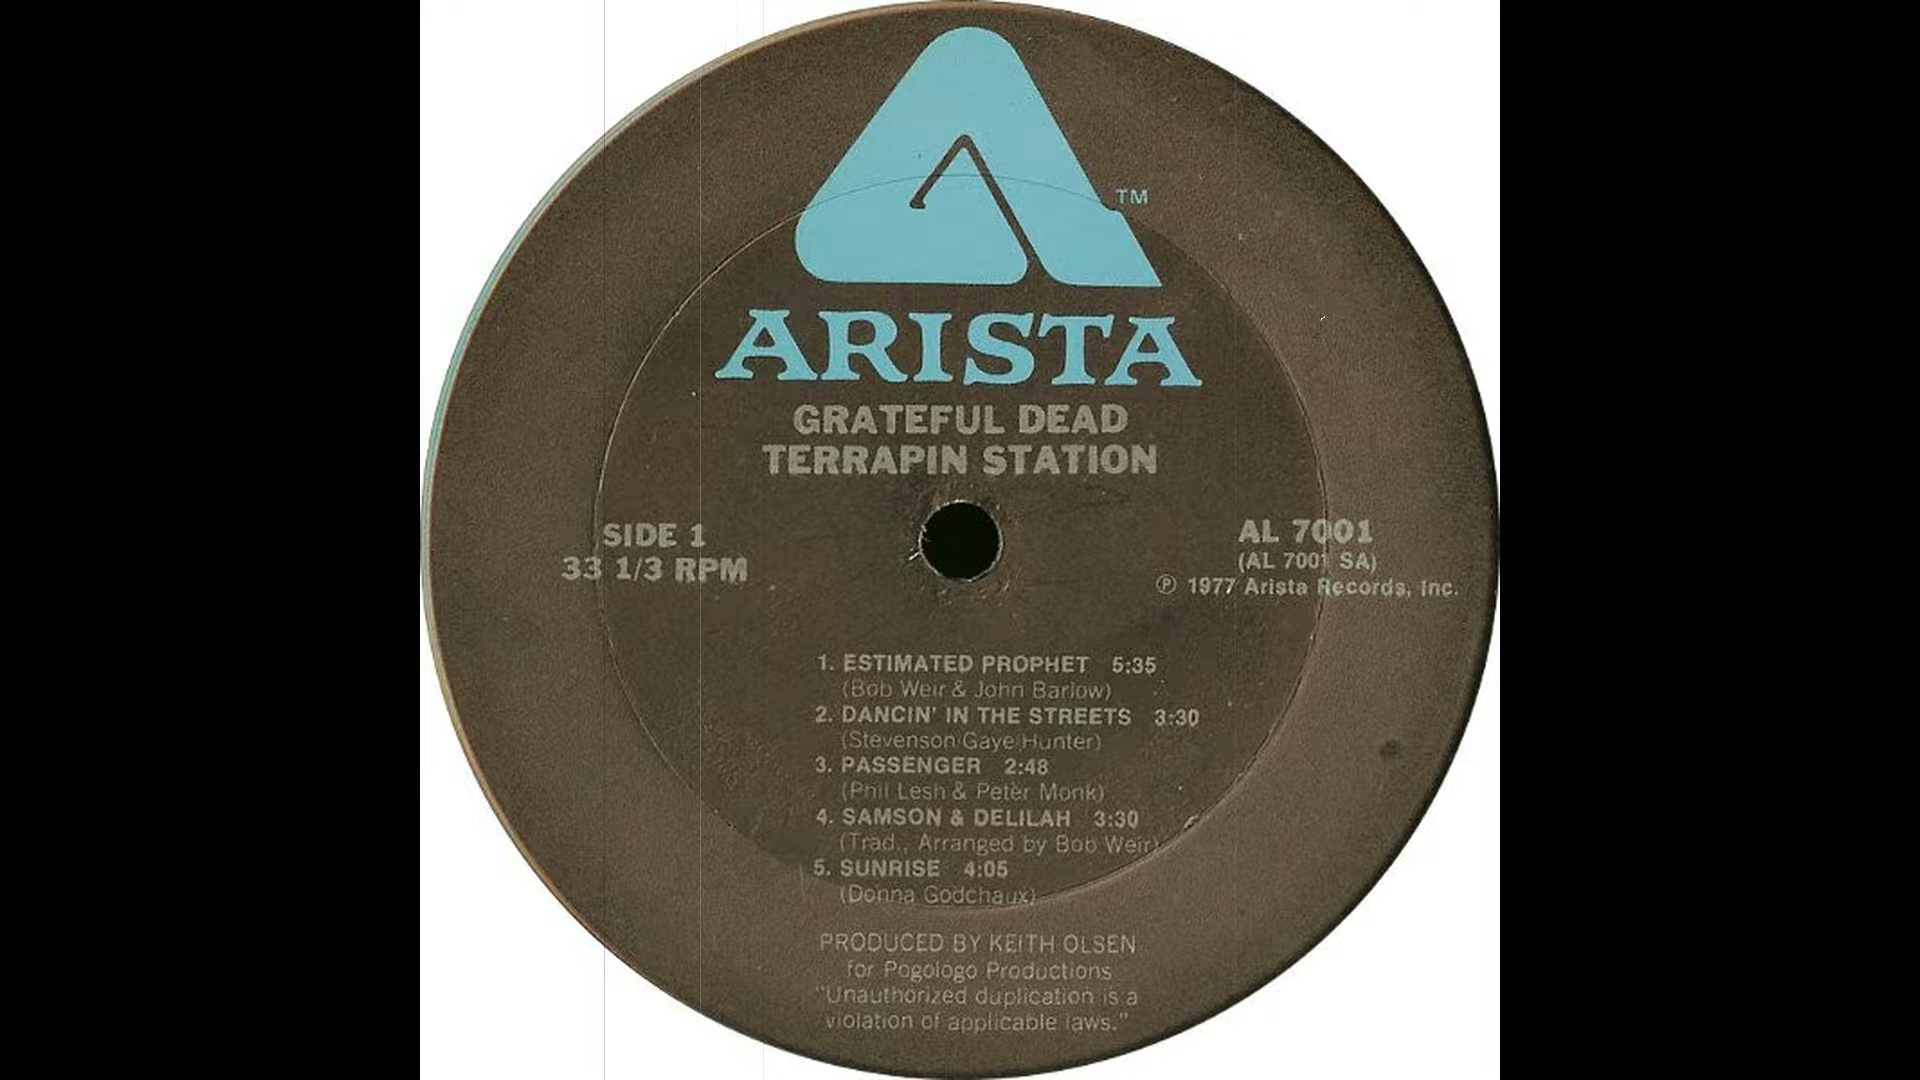 TM
ARISTA
GRATEFUL DEAD
TERRAPIN STATION
SIDE 1
33 1/3 RPM
AL 7001
(AL 7001 SA)
Ⓟ 1977 Arista Records, Inc.
1. ESTIMATED PROPHET 5:35
(Bob Weir & John Barlow)
2. DANCIN' IN THE STREETS 3:30
(Stevenson/Gaye/Hunter)
3. PASSENGER 2:48
(Phil Lesh & Peter Monk)
4. SAMSON & DELILAH 3:30
(Trad., Arranged by Bob Weir)
5. SUNRISE 4:05
(Donna Godchaux)
PRODUCED BY KEITH OLSEN
for Pogologo Productions
"Unauthorized duplication is a
violation of applicable laws."